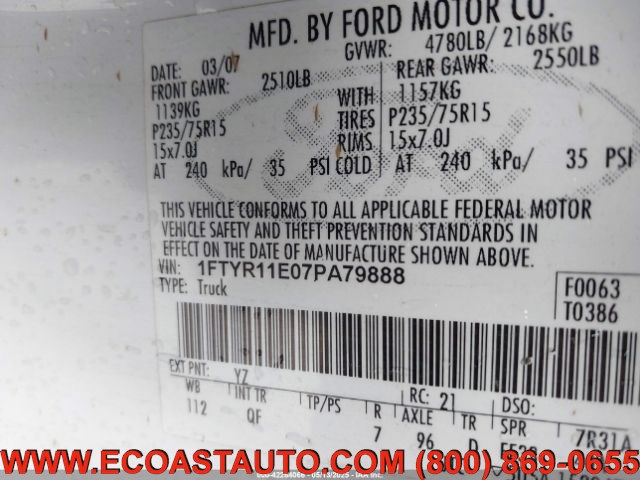 MFD. BY FORD MOTOR CO.
DATE: 03/07 GVWR: 4780LB/ 2168KG
FRONT GAWR: 2510LB REAR GAWR: 2550LB
1139KG WITH 1157KG
P235/75R15 TIRES P235/75R15
15x7.0J RIMS 15x7.0J
AT 240 kPa/ 35 PSI COLD AT 240 kPa/ 35 PSI
THIS VEHICLE CONFORMS TO ALL APPLICABLE FEDERAL MOTOR
VEHICLE SAFETY AND THEFT PREVENTION STANDARDS IN
EFFECT ON THE DATE OF MANUFACTURE SHOWN ABOVE.
VIN: 1FTYR11E07PA79888
TYPE: Truck
F0063
T0386
EXT PNT: YZ RC: 21 DSO:
WB INT TR TP/PS R AXLE TR SPR
112 QF 7 96 D 7R31A
WWW.ECOASTAUTO.COM (800) 869-0655